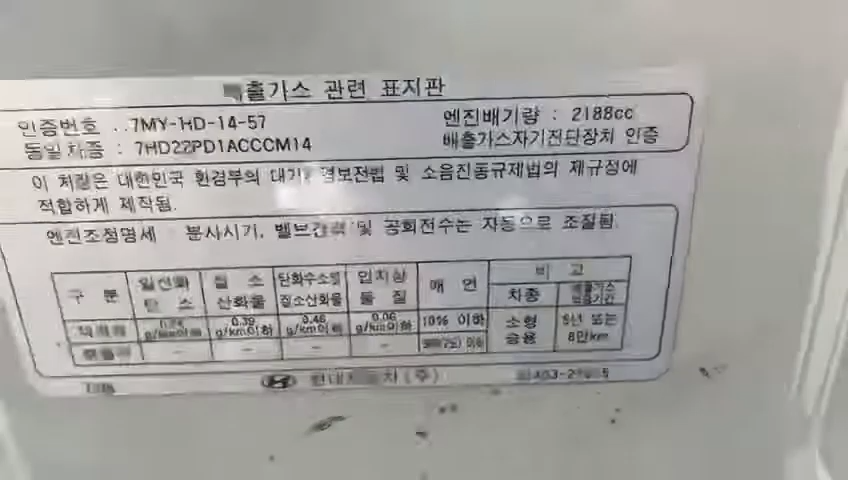 배출가스 관련 표지판
인증번호 : 7MY-HD-14-57
엔진배기량 : 2188cc
동일차종 : 7HD22PD1ACCCM14
배출가스자기진단장치 인증
이 차량은 대한민국 환경부의 대기환경보전법 및 소음진동규제법의 제규정에
적합하게 제작됨.
엔진조정명세 분사시기, 밸브간극 및 공회전수는 자동으로 조절됨.
구 분 일산화탄소 질소산화물 탄화수소및질소산화물 입자상물질 매 연 비 고
차종
g/km이하 0.39 g/km이하 0.46 g/km이하 0.06 g/km이하 10% 이하 소형승용 5년 또는 8만km
- - - -
현대자동차(주)